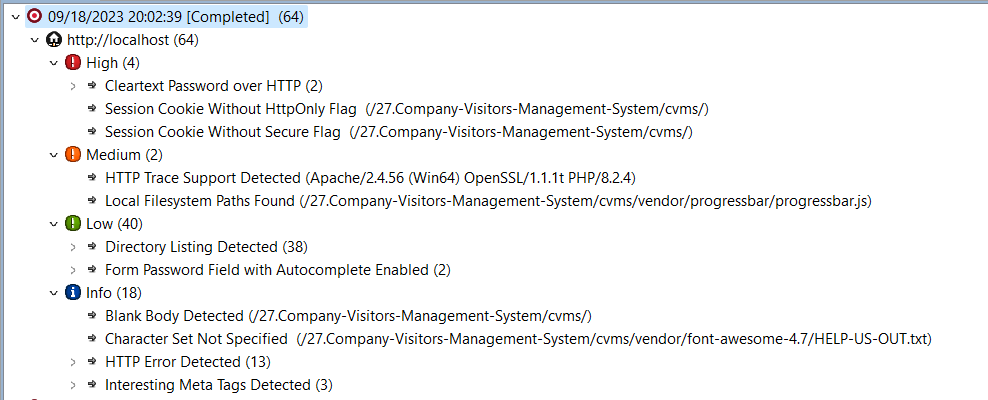 09/18/2023 20:02:39 [Completed] (64)
http://localhost (64)
High (4)
Cleartext Password over HTTP (2)
Session Cookie Without HttpOnly Flag (/27.Company-Visitors-Management-System/cvms/)
Session Cookie Without Secure Flag (/27.Company-Visitors-Management-System/cvms/)
Medium (2)
HTTP Trace Support Detected (Apache/2.4.56 (Win64) OpenSSL/1.1.1t PHP/8.2.4)
Local Filesystem Paths Found (/27.Company-Visitors-Management-System/cvms/vendor/progressbar/progressbar.js)
Low (40)
Directory Listing Detected (38)
Form Password Field with Autocomplete Enabled (2)
Info (18)
Blank Body Detected (/27.Company-Visitors-Management-System/cvms/)
Character Set Not Specified (/27.Company-Visitors-Management-System/cvms/vendor/font-awesome-4.7/HELP-US-OUT.txt)
HTTP Error Detected (13)
Interesting Meta Tags Detected (3)